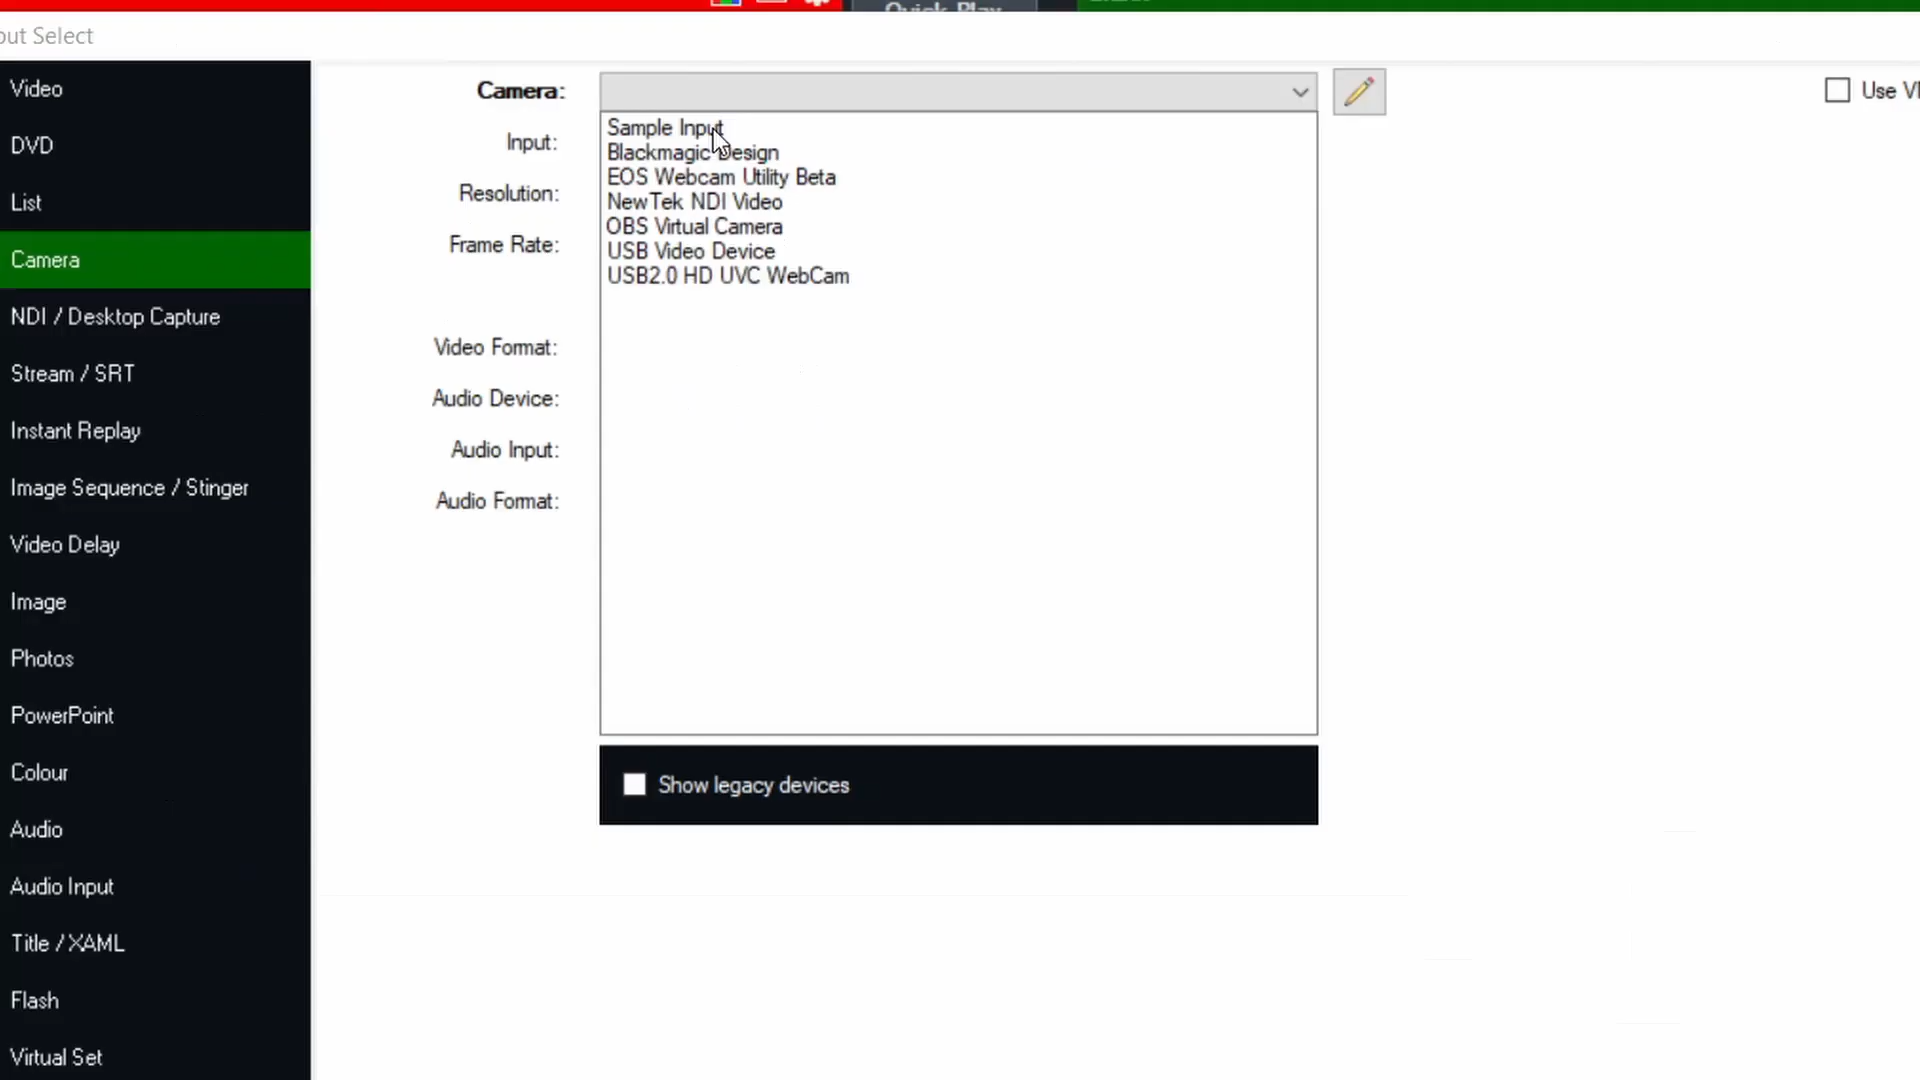 Quick Play
out Select
Video
DVD
List
Camera
NDI / Desktop Capture
Stream / SRT
Instant Replay
Image Sequence / Stinger
Video Delay
Image
Photos
PowerPoint
Colour
Audio
Audio Input
Title / XAML
Flash
Virtual Set
Camera:
Input:
Resolution:
Frame Rate:
Video Format:
Audio Device:
Audio Input:
Audio Format:
Sample Input
Blackmagic Design
EOS Webcam Utility Beta
NewTek NDI Video
OBS Virtual Camera
USB Video Device
USB2.0 HD UVC WebCam
Show legacy devices
Use